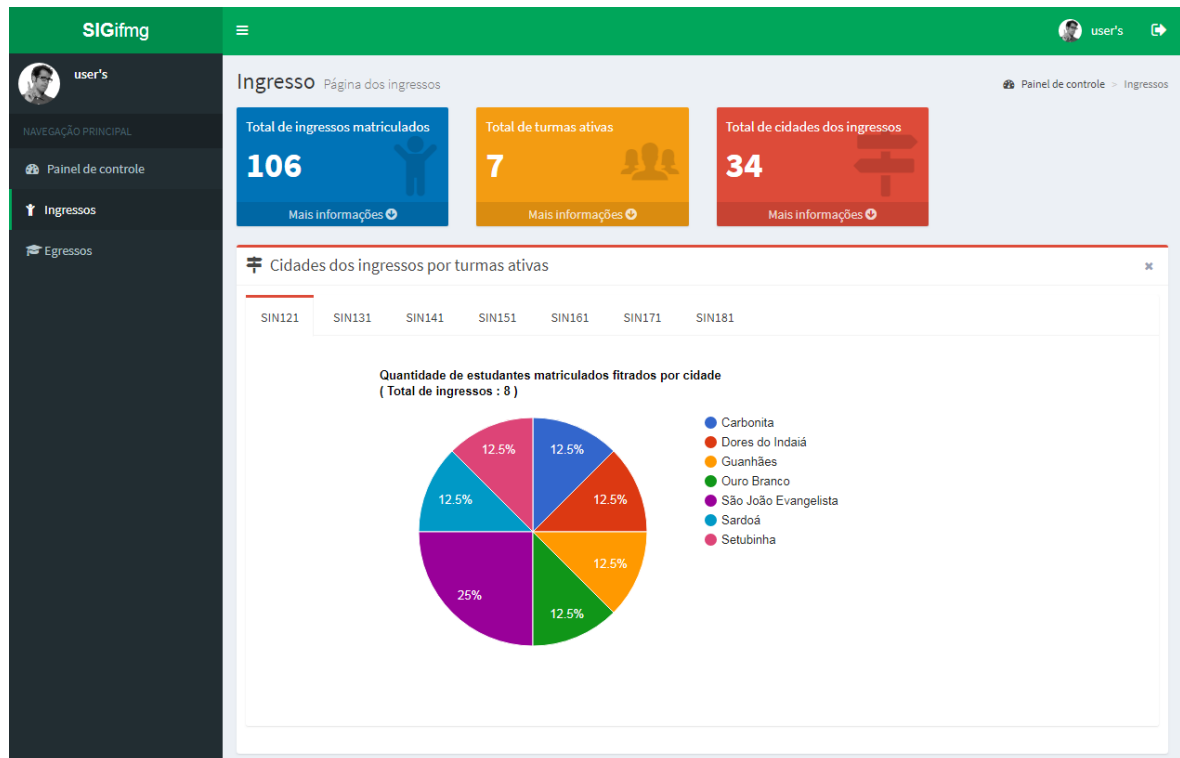 SIGifmg
user's
user's
NAVEGAÇÃO PRINCIPAL
Painel de controle
Ingressos
Egressos
Ingresso Página dos ingressos
Painel de controle > Ingressos
Total de ingressos matriculados
106
Mais informações
Total de turmas ativas
7
Mais informações
Total de cidades dos ingressos
34
Mais informações
Cidades dos ingressos por turmas ativas
SIN121 SIN131 SIN141 SIN151 SIN161 SIN171 SIN181
Quantidade de estudantes matriculados fitrados por cidade
( Total de ingressos : 8 )
12.5% 12.5%
12.5% 12.5%
12.5%
25%
12.5%
Carbonita
Dores do Indaiá
Guanhães
Ouro Branco
São João Evangelista
Sardoá
Setubinha